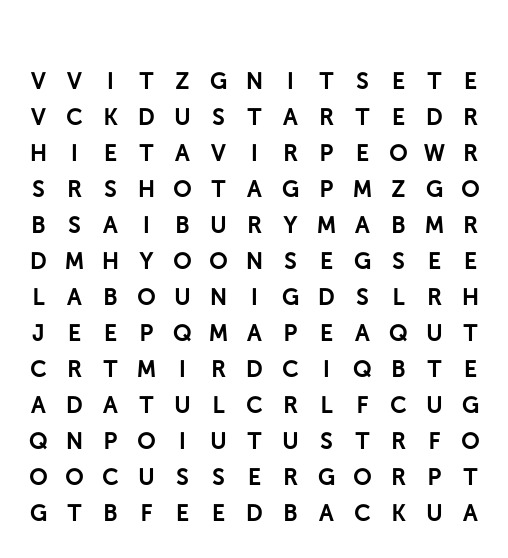 V V I T Z G N I T S E T E
V C K D U S T A R T E D R
H I E T A V I R P E O W R
S R S H O T A G P M Z G O
B S A I B U R Y M A B M R
D M H Y O O N S E G S E E
L A B O U N I G D S L R H
J E E P Q M A P E A Q U T
C R T M I R D C I Q B T E
A D A T U L C R L F C U G
Q N P O I U T U S T R F O
O O C U S S E R G O R P T
G T B F E E D B A C K U A